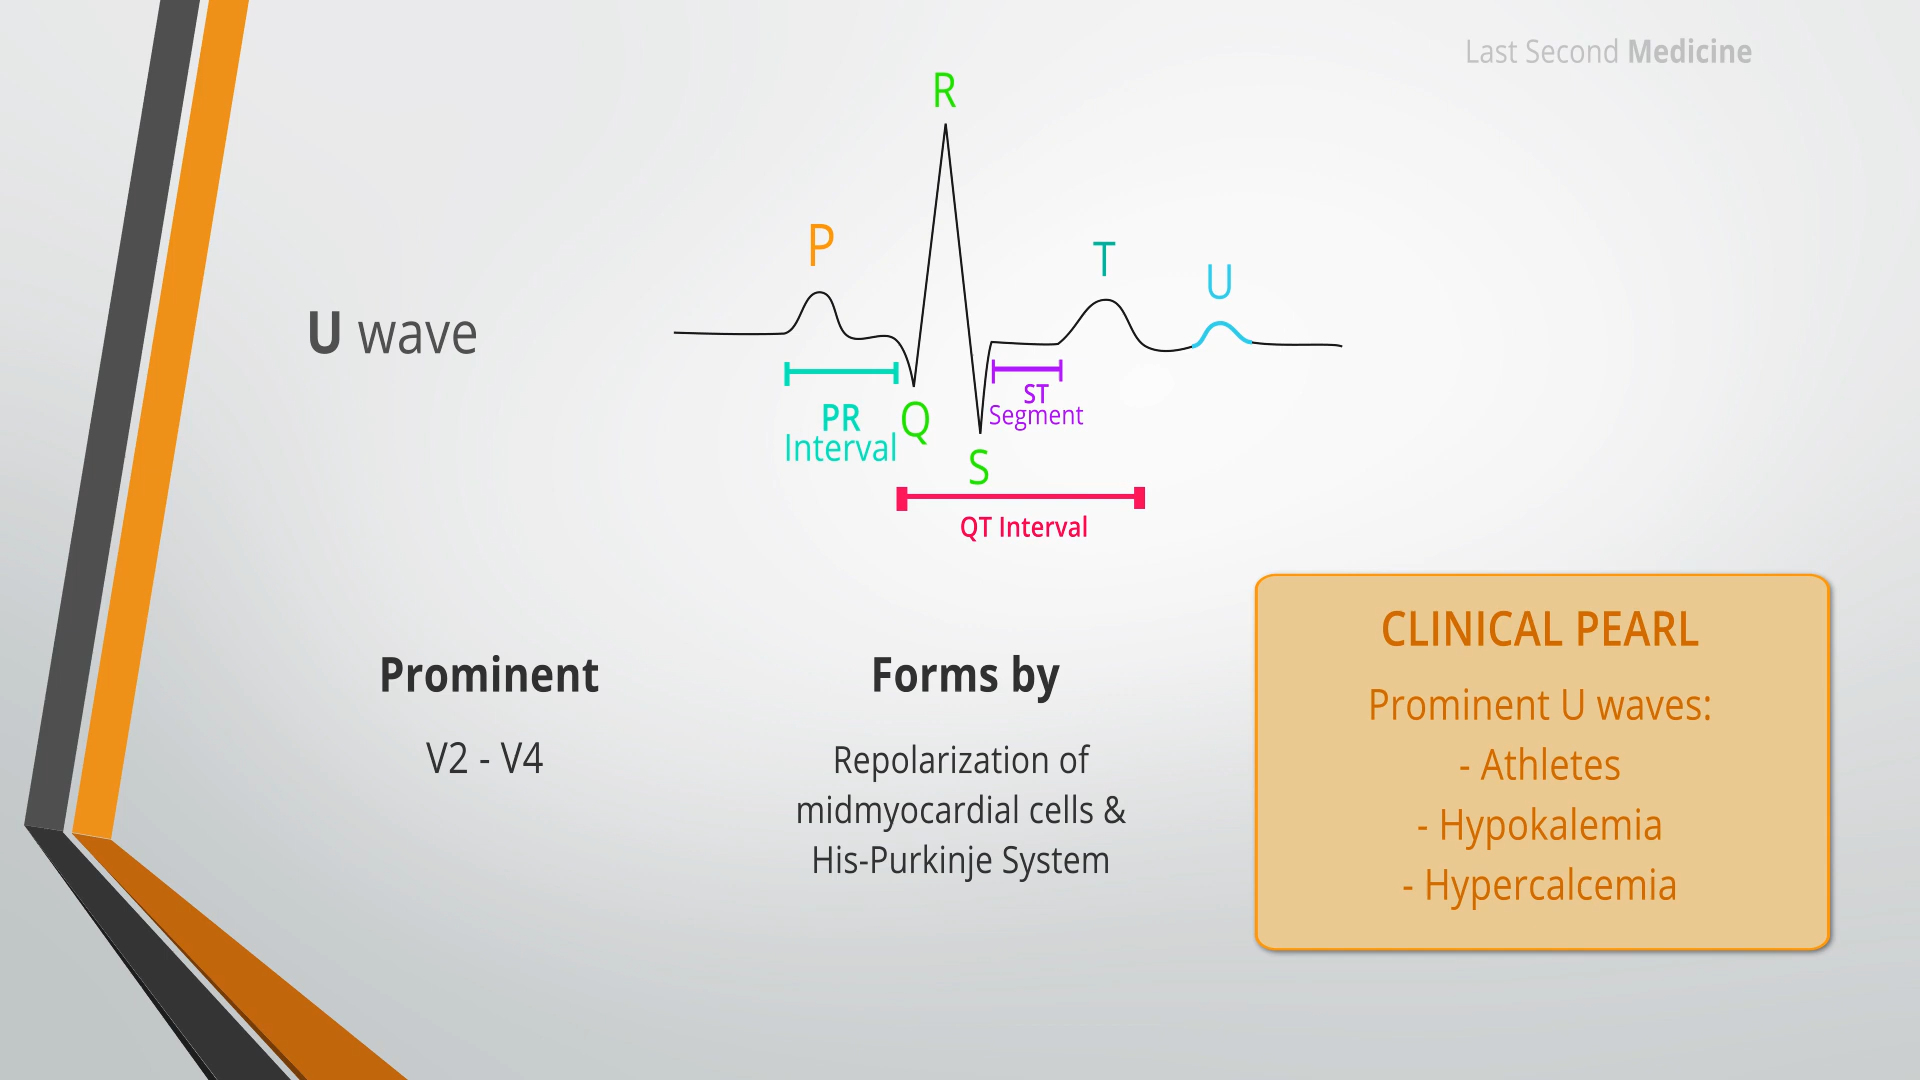 Last Second Medicine
R
P
T
U
U wave
ST
Segment
PR
Interval
Q
S
QT Interval
Prominent
V2 - V4
Forms by
Repolarization of
midmyocardial cells &
His-Purkinje System
CLINICAL PEARL
Prominent U waves:
- Athletes
- Hypokalemia
- Hypercalcemia